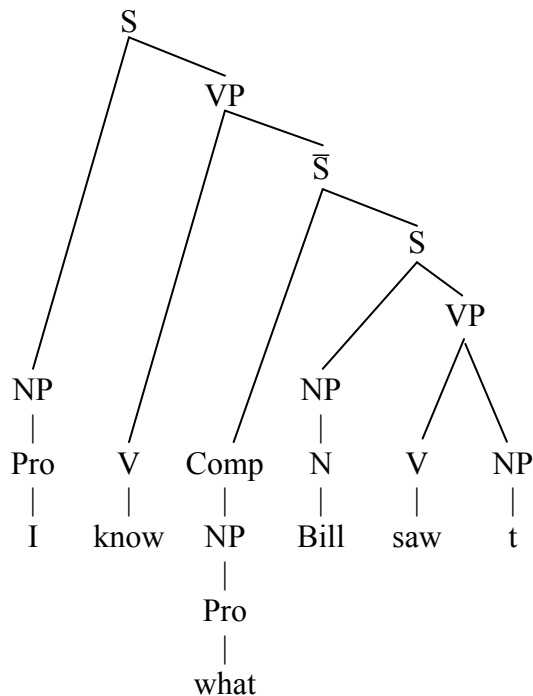 S
VP
S̅
S
VP
NP NP
Pro V Comp N V NP
I know NP Bill saw t
Pro
what